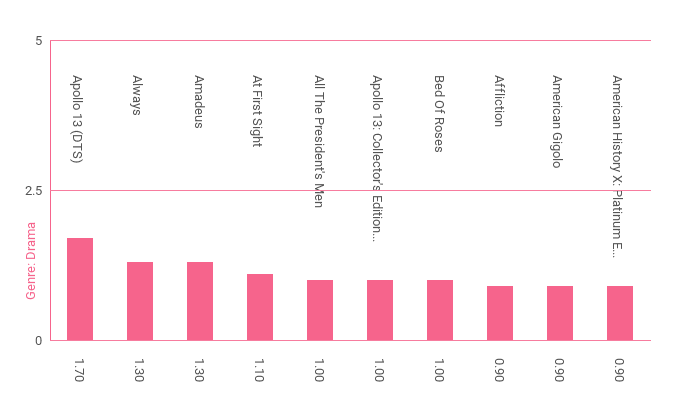 5
2.5
0
Genre: Drama
Apollo 13 (DTS)
Always
Amadeus
At First Sight
All The President's Men
Apollo 13: Collector's Edition...
Bed Of Roses
Affliction
American Gigolo
American History X: Platinum E...
1.70
1.30
1.30
1.10
1.00
1.00
1.00
0.90
0.90
0.90